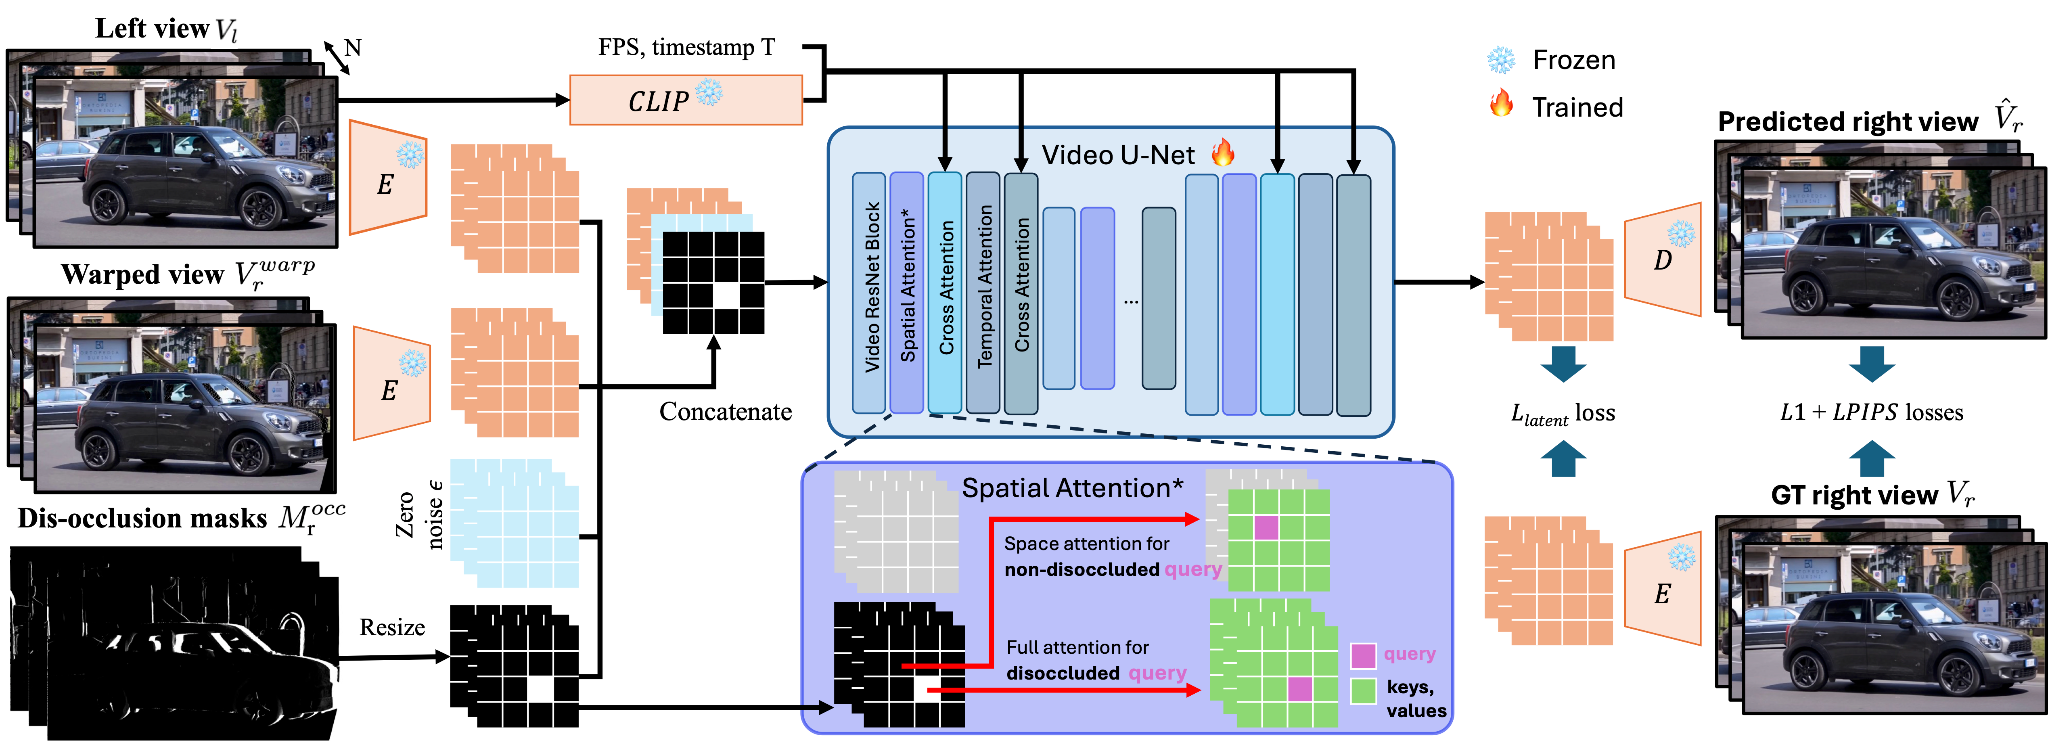 Left view $V_l$
N
FPS, timestamp T
CLIP
E
Warped view $V_r^{warp}$
E
Concatenate
Zero
noise ϵ
Dis-occlusion masks $M_r^{occ}$
Resize
Video U-Net
Video ResNet Block
Spatial Attention*
Cross Attention
Temporal Attention
Cross Attention
...
Spatial Attention*
Space attention for
non-disoccluded query
Full attention for
disoccluded query
query
keys,
values
Frozen
Trained
Predicted right view $\hat{V}_r$
D
$L_{latent}$ loss
L1 + LPIPS losses
GT right view $V_r$
E